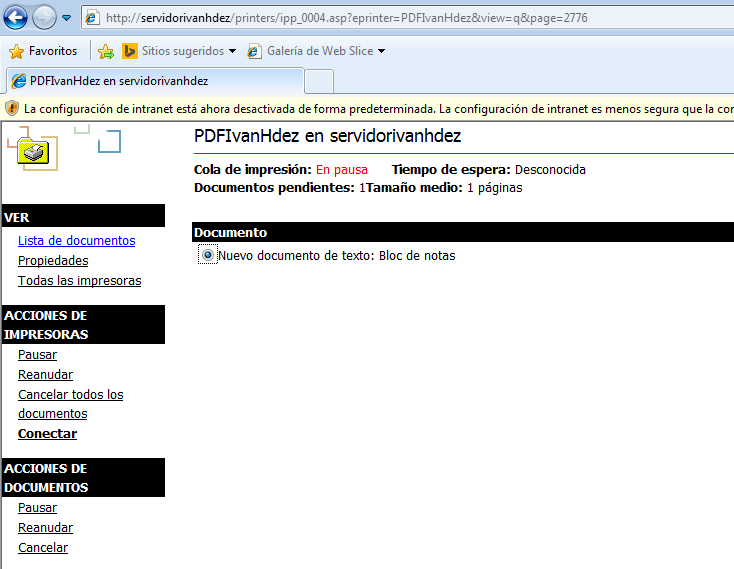 http://servidorivanhdez/printers/ipp_0004.asp?eprinter=PDFIvanHdez&view=q&page=2776
Favoritos Sitios sugeridos Galería de Web Slice
PDFIvanHdez en servidorivanhdez
La configuración de intranet está ahora desactivada de forma predeterminada. La configuración de intranet es menos segura que la cor
PDFIvanHdez en servidorivanhdez
Cola de impresión: En pausa Tiempo de espera: Desconocida
Documentos pendientes: 1Tamaño medio: 1 páginas
VER
Lista de documentos
Propiedades
Todas las impresoras
ACCIONES DE
IMPRESORAS
Pausar
Reanudar
Cancelar todos los
documentos
Conectar
ACCIONES DE
DOCUMENTOS
Pausar
Reanudar
Cancelar
Documento
Nuevo documento de texto: Bloc de notas